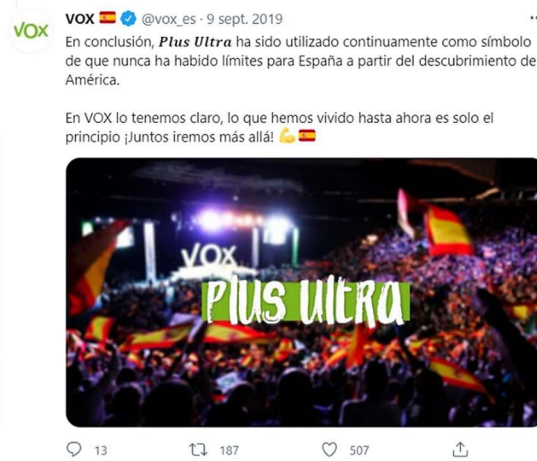 VOX
VOX 🇪🇸 @vox_es · 9 sept. 2019
En conclusión, Plus Ultra ha sido utilizado continuamente como símbolo
de que nunca ha habido límites para España a partir del descubrimiento de
América.
En VOX lo tenemos claro, lo que hemos vivido hasta ahora es solo el
principio ¡Juntos iremos más allá! 💪🇪🇸
VOX
Plus Ultra
13 187 507